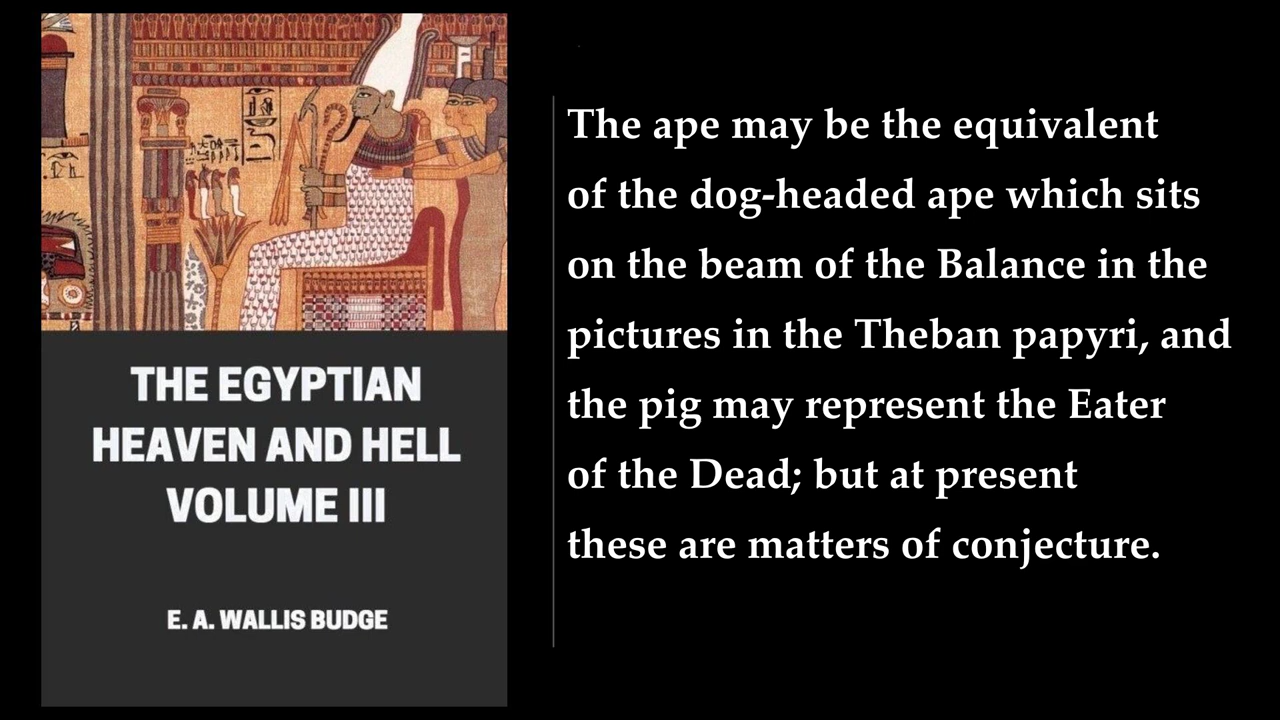 THE EGYPTIAN
HEAVEN AND HELL
VOLUME III
E. A. WALLIS BUDGE
The ape may be the equivalent
of the dog-headed ape which sits
on the beam of the Balance in the
pictures in the Theban papyri, and
the pig may represent the Eater
of the Dead; but at present
these are matters of conjecture.